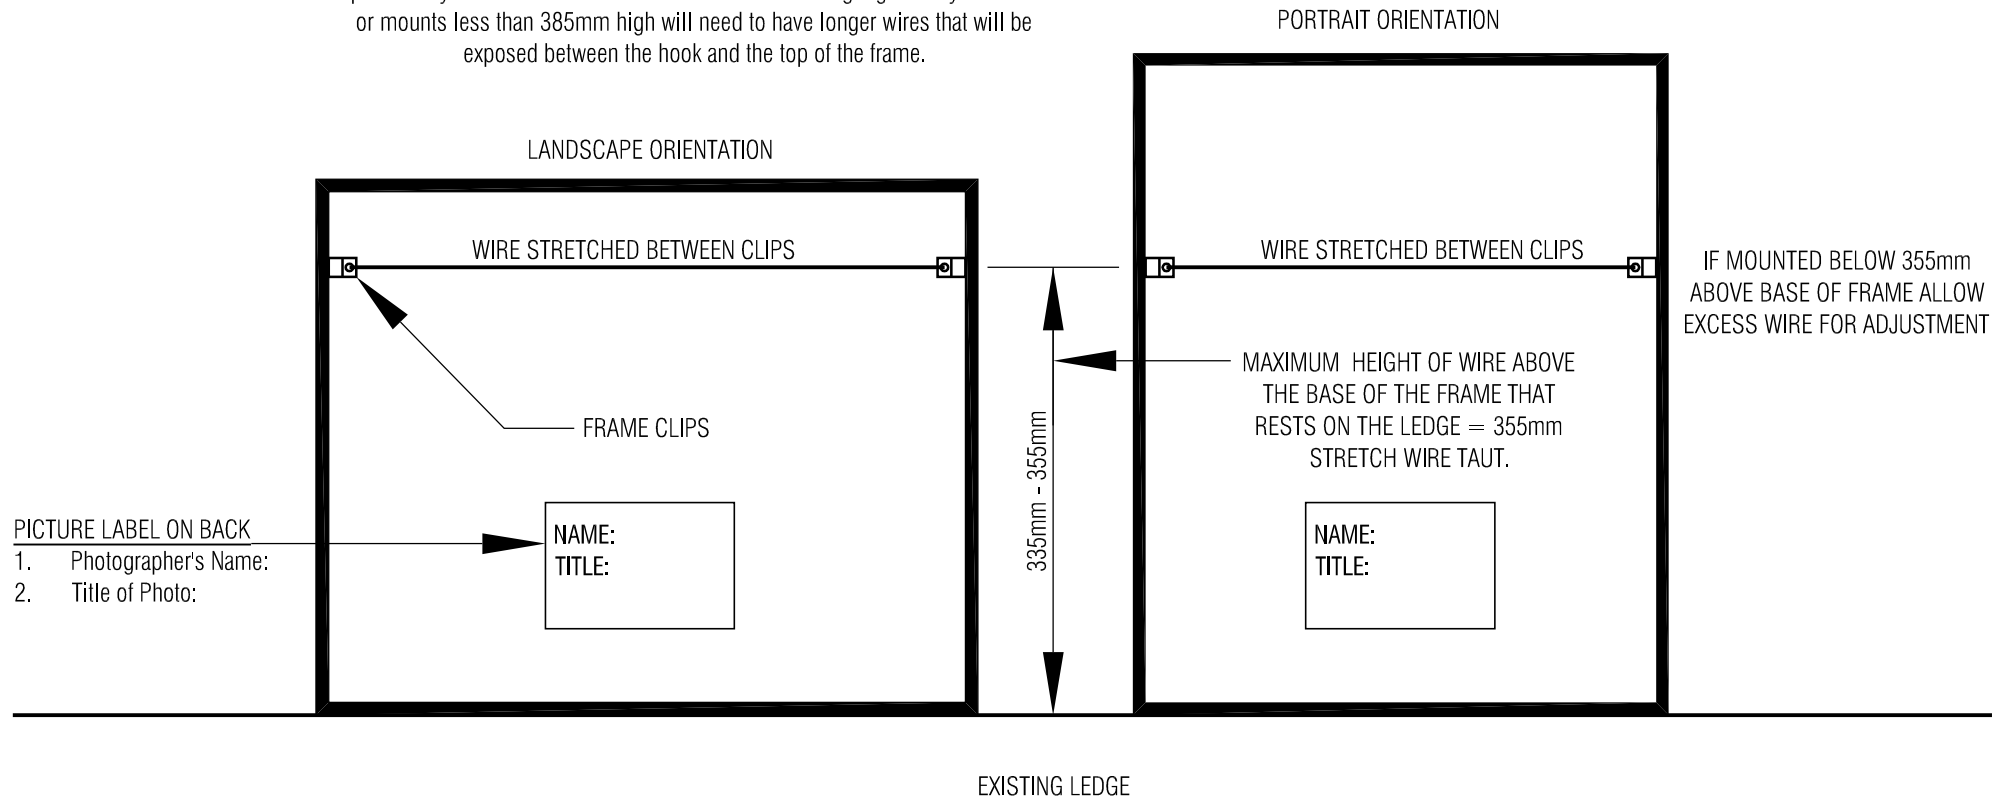 or mounts less than 385mm high will need to have longer wires that will be
exposed between the hook and the top of the frame.
PORTRAIT ORIENTATION
LANDSCAPE ORIENTATION
WIRE STRETCHED BETWEEN CLIPS
WIRE STRETCHED BETWEEN CLIPS
IF MOUNTED BELOW 355mm
ABOVE BASE OF FRAME ALLOW
EXCESS WIRE FOR ADJUSTMENT
MAXIMUM HEIGHT OF WIRE ABOVE
THE BASE OF THE FRAME THAT
RESTS ON THE LEDGE = 355mm
STRETCH WIRE TAUT.
FRAME CLIPS
335mm - 355mm
PICTURE LABEL ON BACK
1. Photographer's Name:
2. Title of Photo:
NAME:
TITLE:
NAME:
TITLE:
EXISTING LEDGE